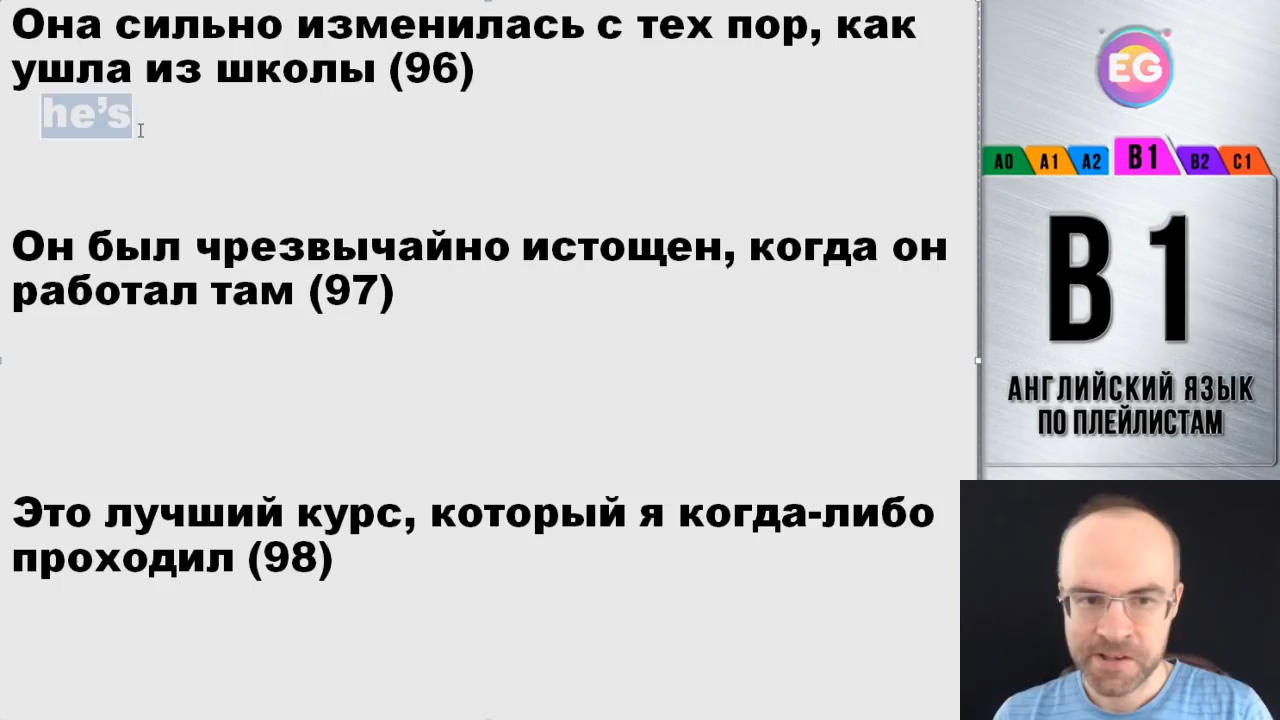 Она сильно изменилась с тех пор, как
ушла из школы (96)
he's
Он был чрезвычайно истощен, когда он
работал там (97)
Это лучший курс, который я когда-либо
проходил (98)
EG
A0 A1 A2 B1 B2 C1
B1
АНГЛИЙСКИЙ ЯЗЫК
ПО ПЛЕЙЛИСТАМ